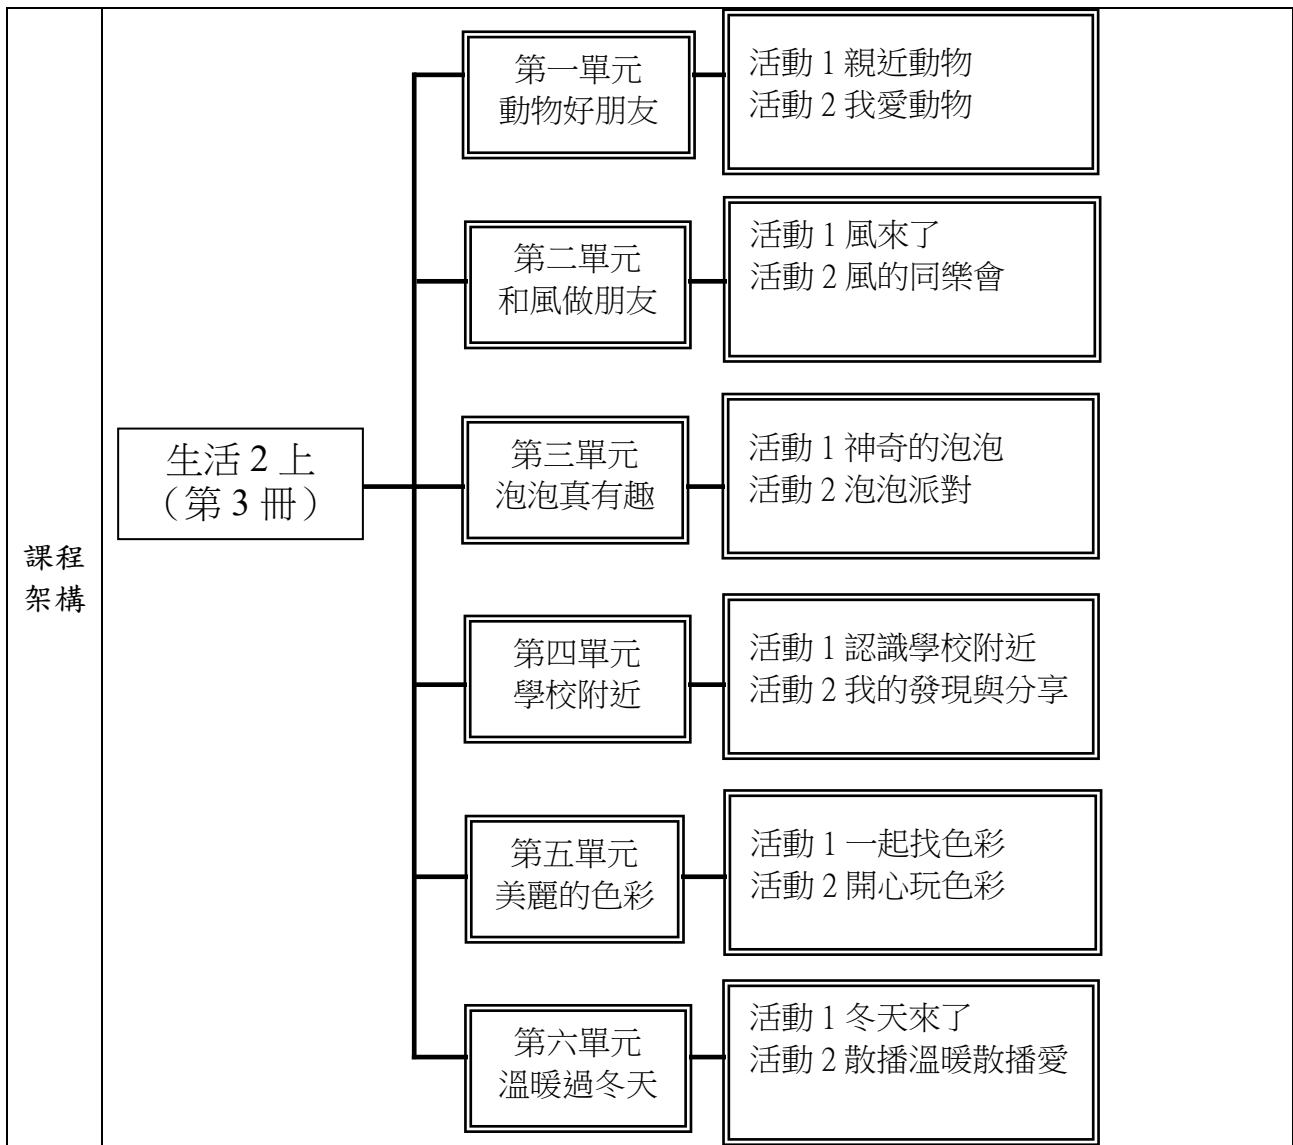 課程
架構
生活 2 上
（第 3 冊）
第一單元
動物好朋友
活動 1 親近動物
活動 2 我愛動物
第二單元
和風做朋友
活動 1 風來了
活動 2 風的同樂會
第三單元
泡泡真有趣
活動 1 神奇的泡泡
活動 2 泡泡派對
第四單元
學校附近
活動 1 認識學校附近
活動 2 我的發現與分享
第五單元
美麗的色彩
活動 1 一起找色彩
活動 2 開心玩色彩
第六單元
溫暖過冬天
活動 1 冬天來了
活動 2 散播溫暖散播愛